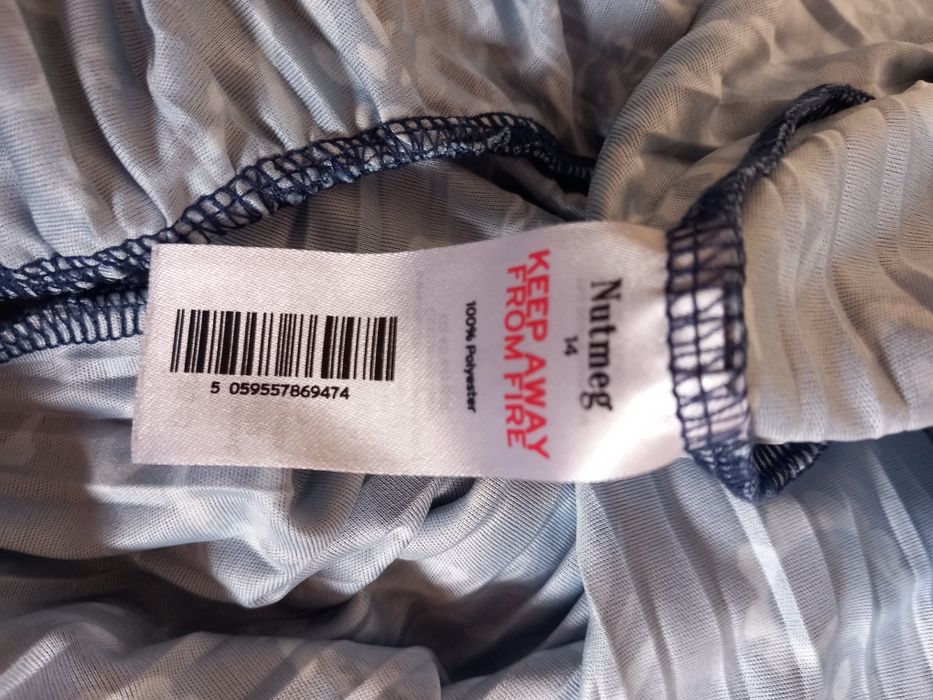 Nutmeg
14
KEEP AWAY
FROM FIRE
100% Polyester
5 059557869474